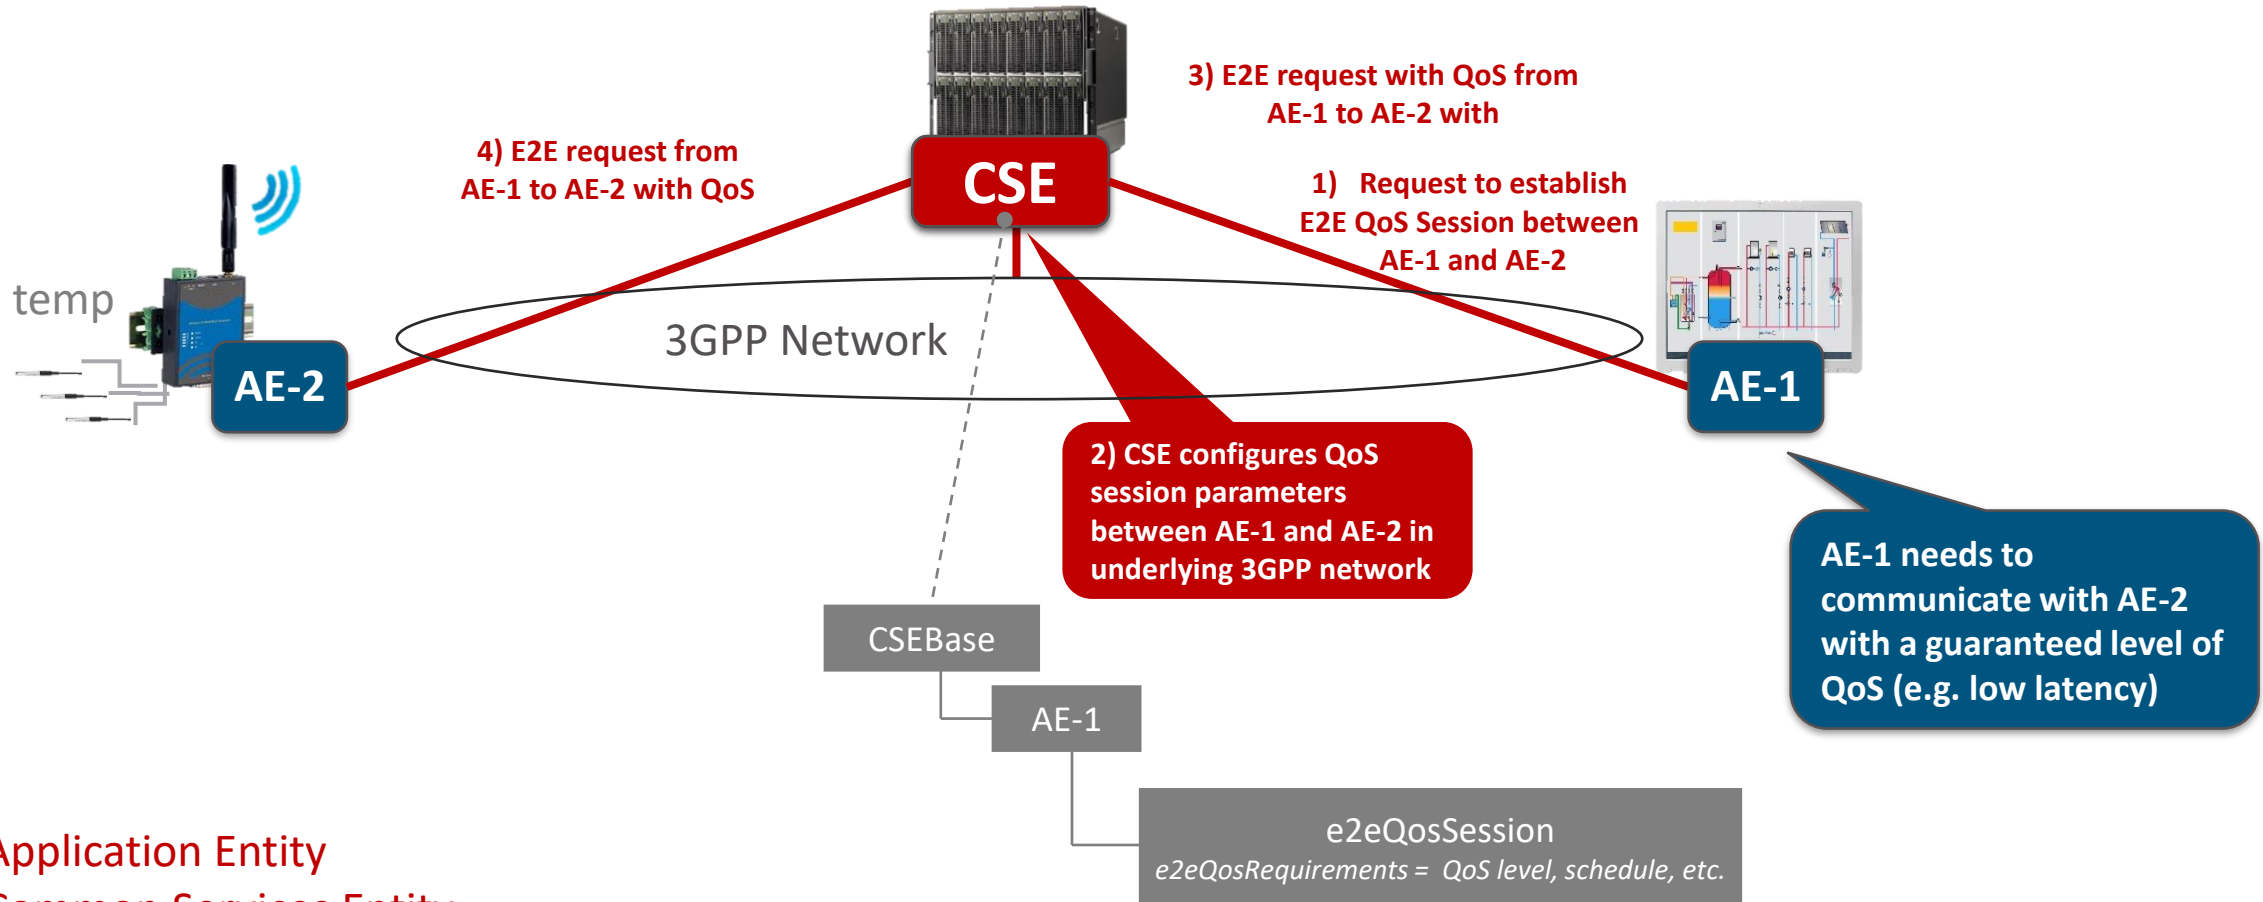 3) E2E request with QoS from
AE-1 to AE-2 with
4) E2E request from
AE-1 to AE-2 with QoS
CSE
1) Request to establish
E2E QoS Session between
AE-1 and AE-2
temp
3GPP Network
AE-2
AE-1
2) CSE configures QoS
session parameters
between AE-1 and AE-2 in
underlying 3GPP network
AE-1 needs to
communicate with AE-2
with a guaranteed level of
QoS (e.g. low latency)
CSEBase
AE-1
e2eQosSession
e2eQosRequirements = QoS level, schedule, etc.
Application Entity
Common Services Entity